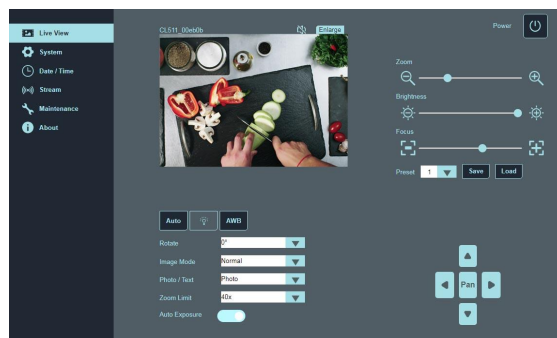 Live View
System
Date / Time
Stream
Maintenance
About
CL511_00eb0b
Enlarge
Power
Zoom
Brightness
Focus
Preset 1 Save Load
Auto AWB
Rotate 0°
Image Mode Normal
Photo / Text Photo
Zoom Limit 40x
Auto Exposure
Pan